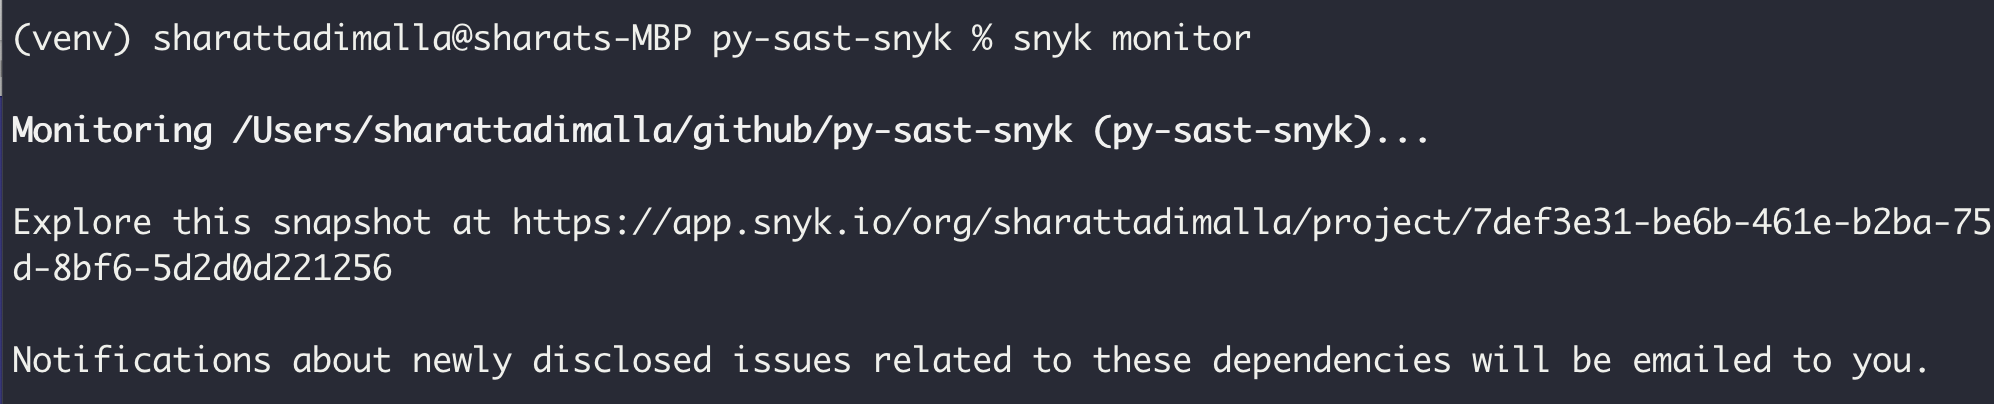 (venv) sharattadimalla@sharats-MBP py-sast-snyk % snyk monitor
Monitoring /Users/sharattadimalla/github/py-sast-snyk (py-sast-snyk)...
Explore this snapshot at https://app.snyk.io/org/sharattadimalla/project/7def3e31-be6b-461e-b2ba-75
d-8bf6-5d2d0d221256
Notifications about newly disclosed issues related to these dependencies will be emailed to you.